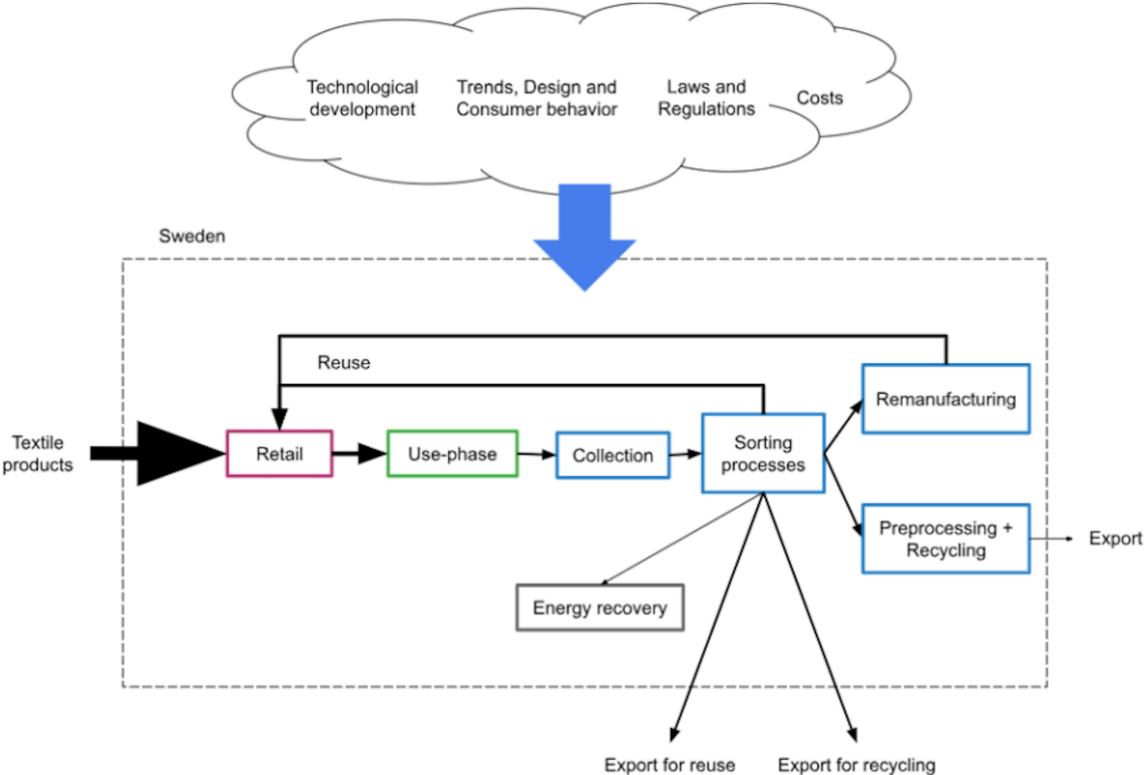 Technological
development
Trends, Design and
Consumer behavior
Laws and
Regulations
Costs
Sweden
Reuse
Textile
products
Retail
Use-phase
Collection
Sorting
processes
Remanufacturing
Preprocessing +
Recycling
Export
Energy recovery
Export for reuse
Export for recycling